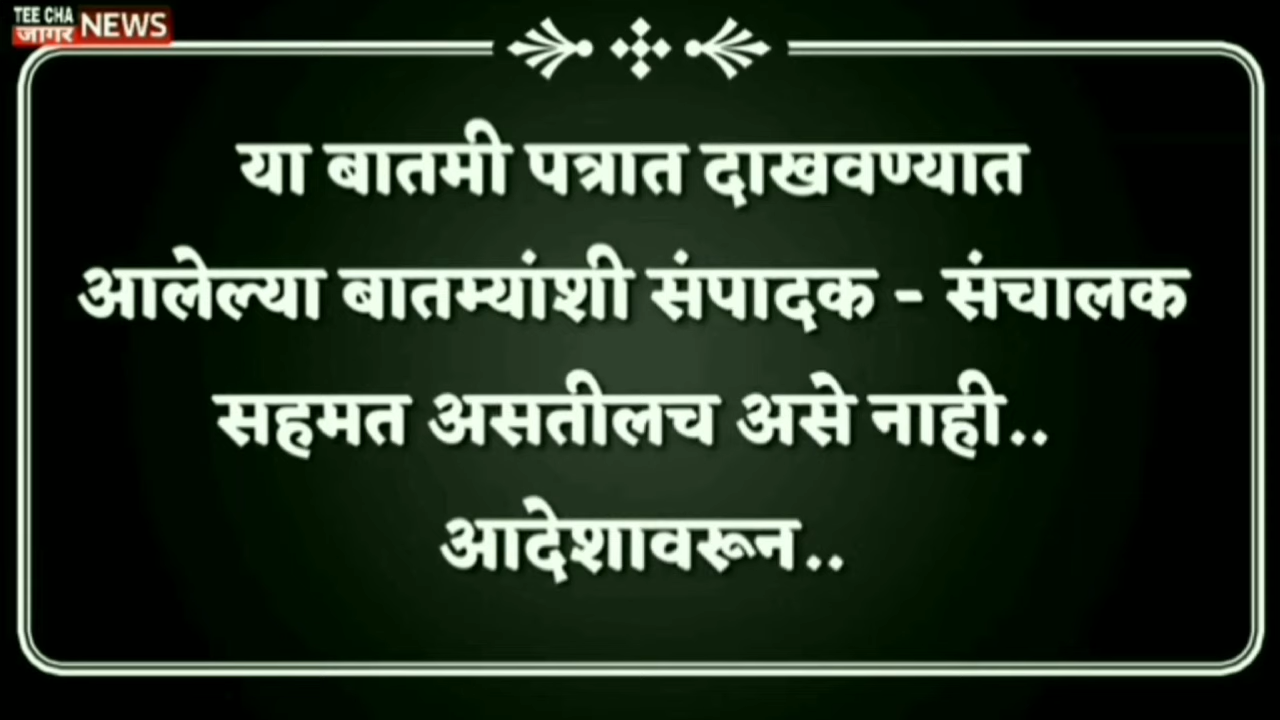 TEE CHA
जागर NEWS
या बातमी पत्रात दाखवण्यात
आलेल्या बातम्यांशी संपादक - संचालक
सहमत असतीलच असे नाही..
आदेशावरून..